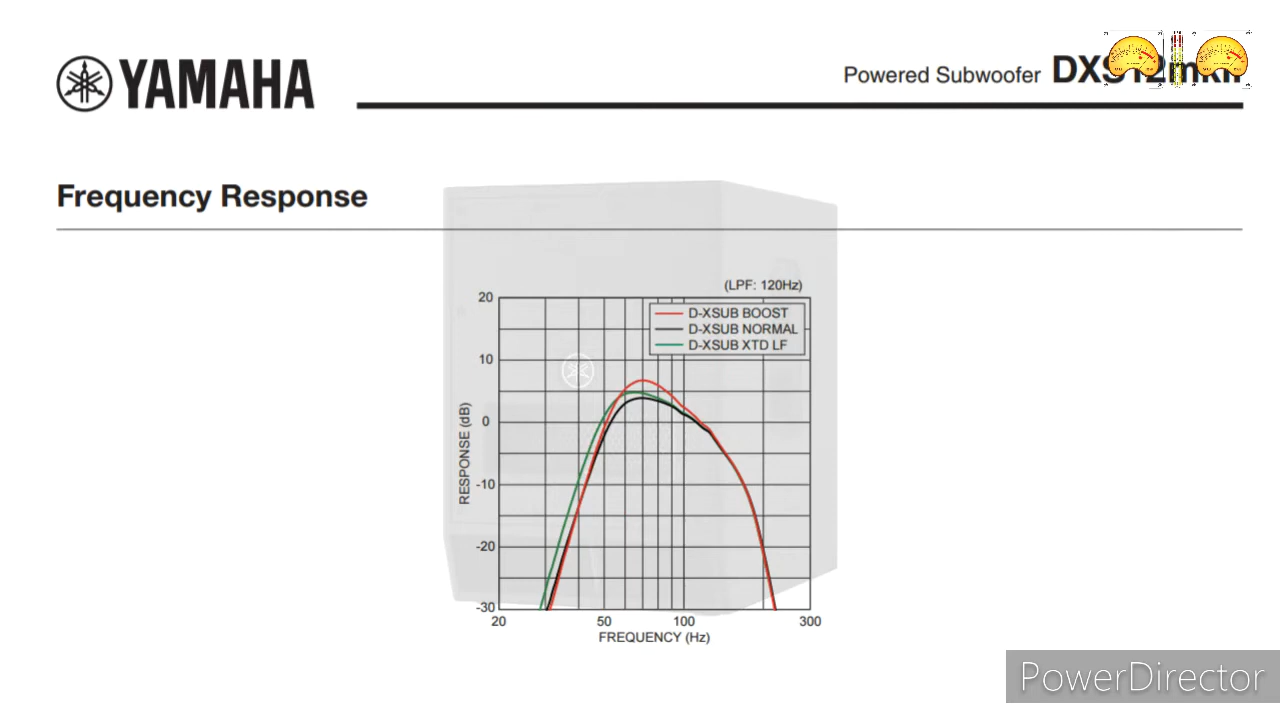 YAMAHA
Powered Subwoofer
Frequency Response
(LPF: 120Hz)
D-XSUB BOOST
D-XSUB NORMAL
D-XSUB XTD LF
20
10
0
-10
-20
-30
RESPONSE (dB)
20 50 100 300
FREQUENCY (Hz)
PowerDirector